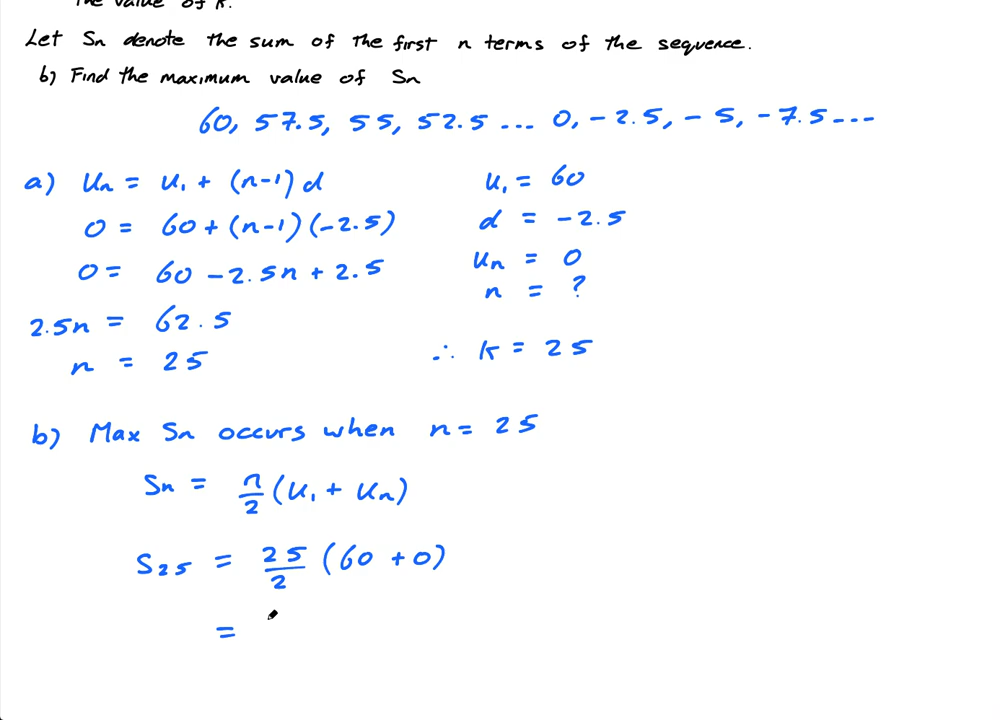 The value of k.
Let Sn denote the sum of the first n terms of the sequence.
b) Find the maximum value of Sn
60, 57.5, 55, 52.5 ... 0, -2.5, -5, -7.5 ...
a) Un = U1 + (n-1)d
U1 = 60
0 = 60 + (n-1)(-2.5)
d = -2.5
0 = 60 - 2.5n + 2.5
Un = 0
n = ?
2.5n = 62.5
n = 25
∴ k = 25
b) Max Sn occurs when n = 25
Sn = n/2 (U1 + Un)
S25 = 25/2 (60 + 0)
=